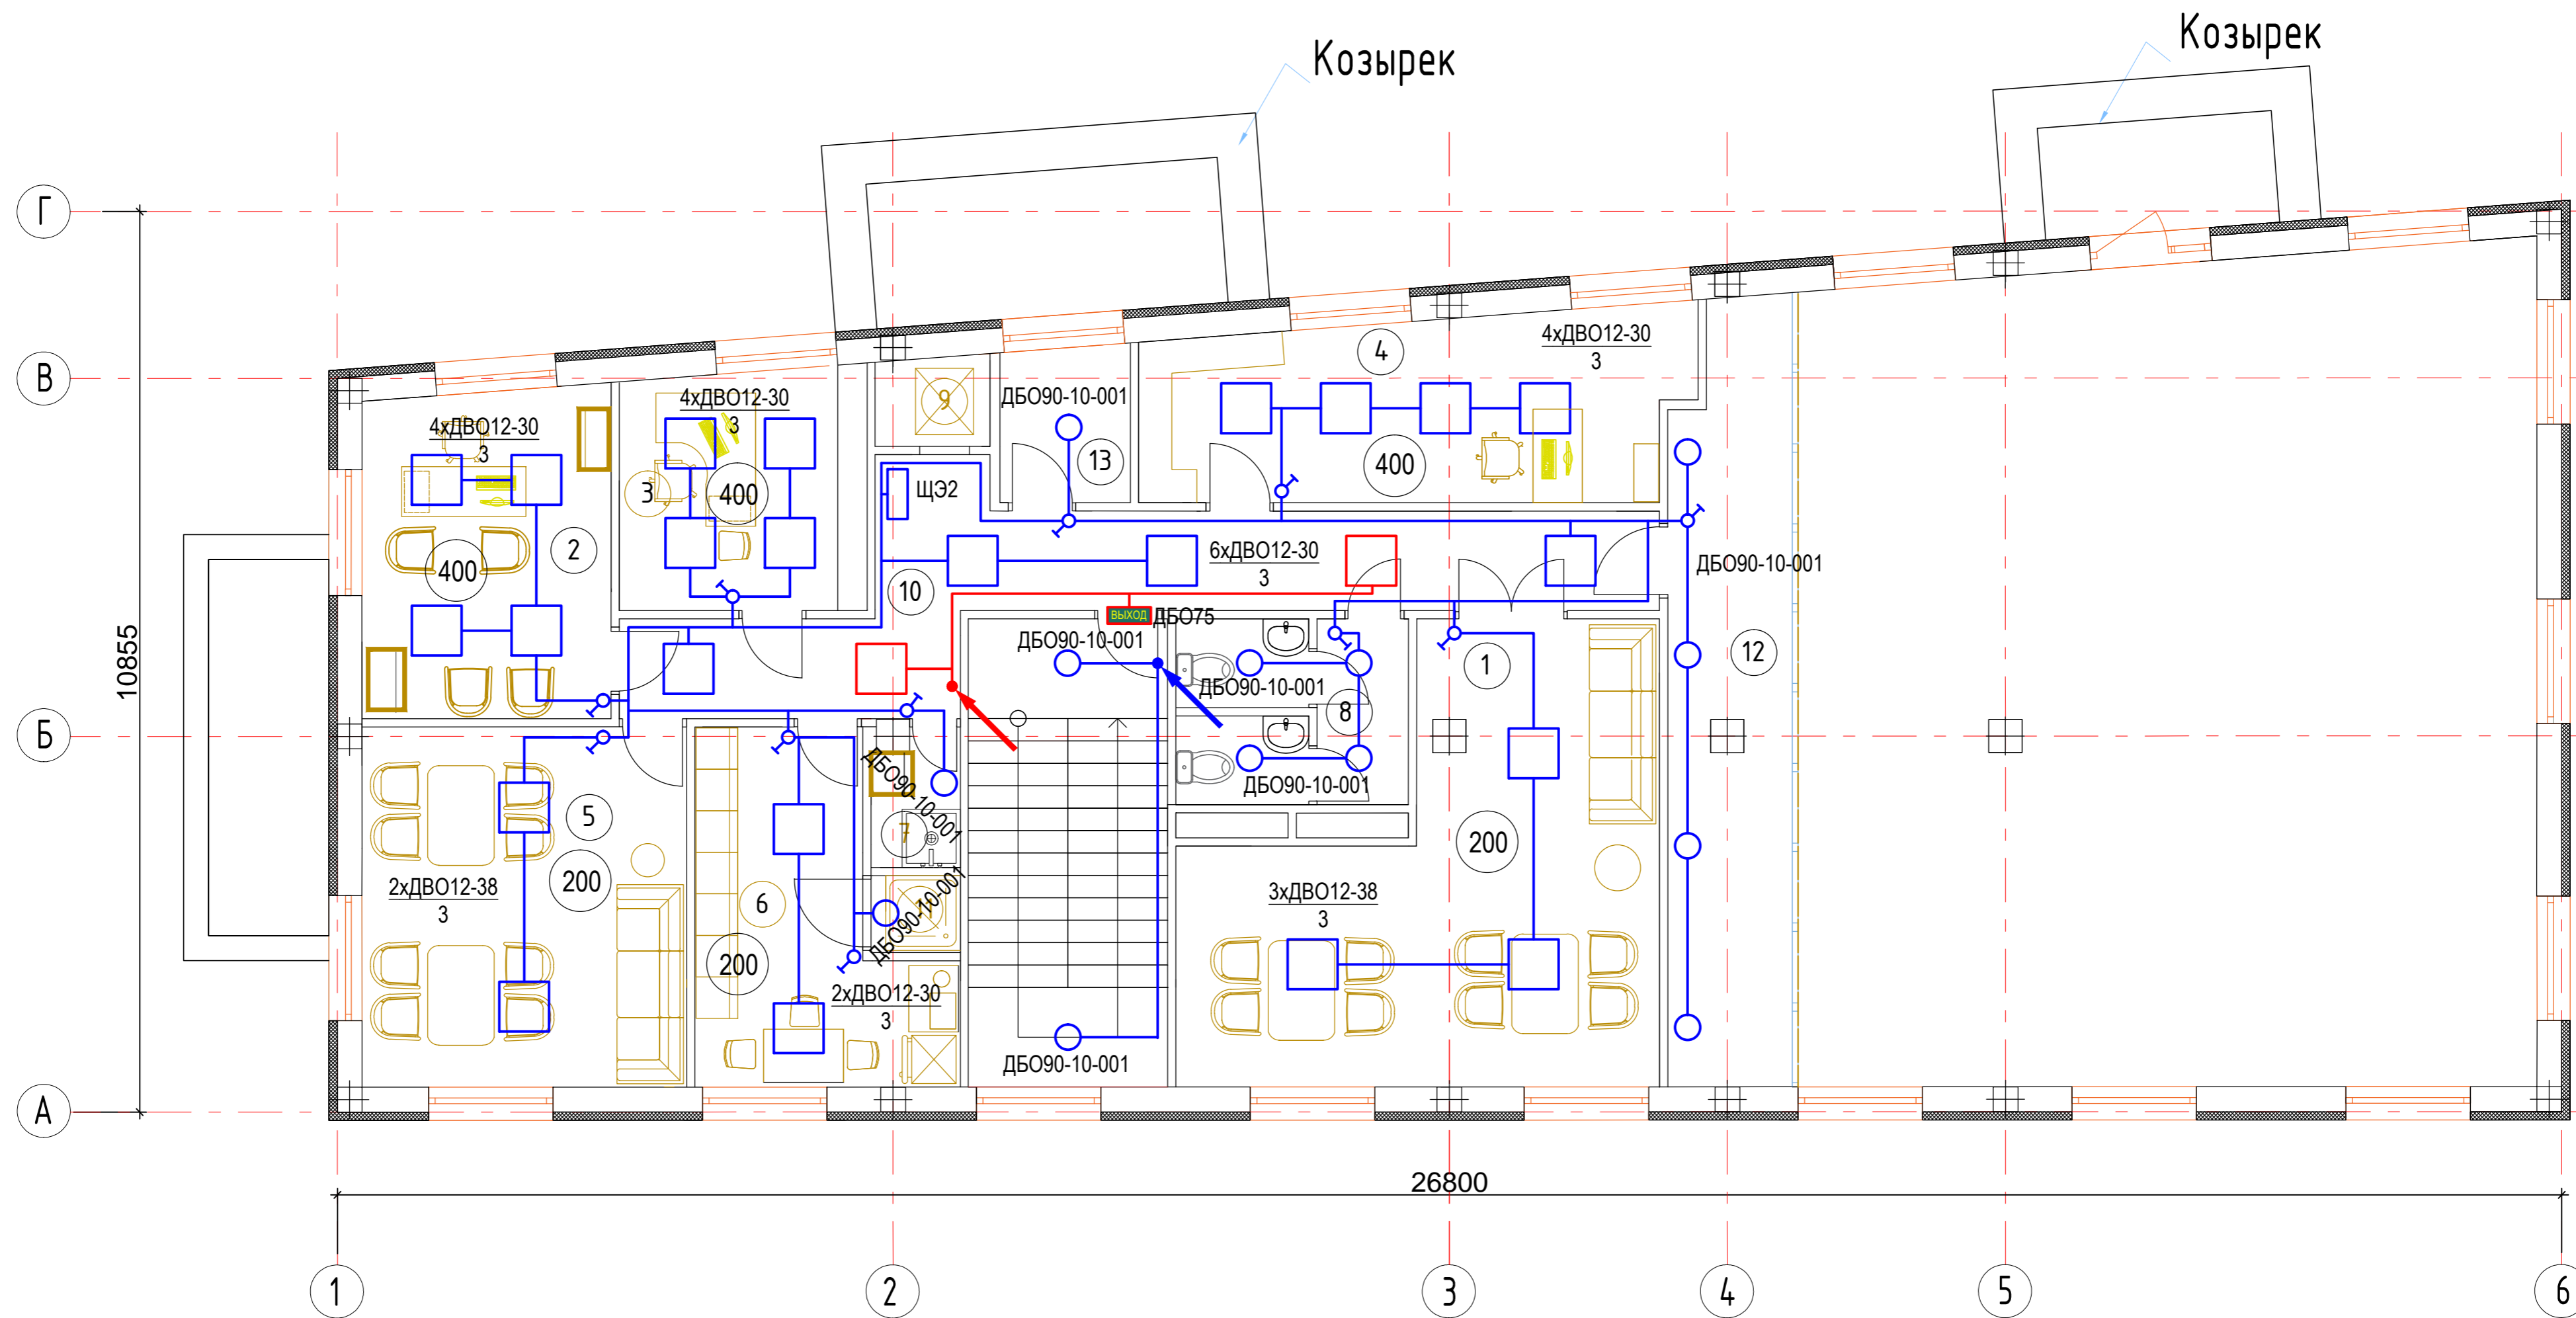 Козырек
Козырек
Г
В
Б
А
10855
4хДВО12-30
3
400
2
4хДВО12-30
3
3
400
9
ДБО90-10-001
13
ЩЭ2
4
4хДВО12-30
3
400
10
6хДВО12-30
3
ВЫХОД
ДБО75
ДБО90-10-001
ДБО90-10-001
8
ДБО90-10-001
1
200
3хДВО12-38
3
ДБО90-10-001
12
5
200
2хДВО12-38
3
6
200
2хДВО12-30
3
ДБО90-10-001
7
ДБО90-10-001
ДБО90-10-001
26800
1
2
3
4
5
6